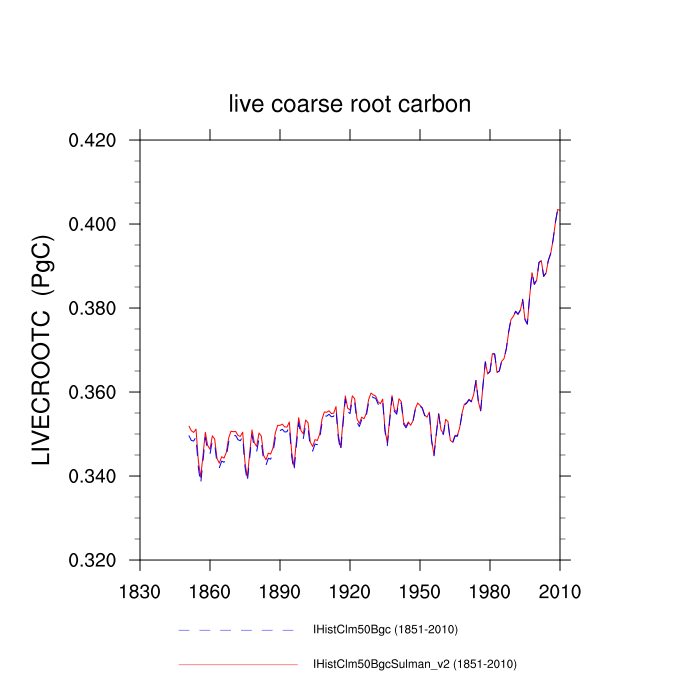 live coarse root carbon
LIVECROOTC (PgC)
0.420
0.400
0.380
0.360
0.340
0.320
1830 1860 1890 1920 1950 1980 2010
IHistClm50Bgc (1851-2010)
IHistClm50BgcSulman_v2 (1851-2010)